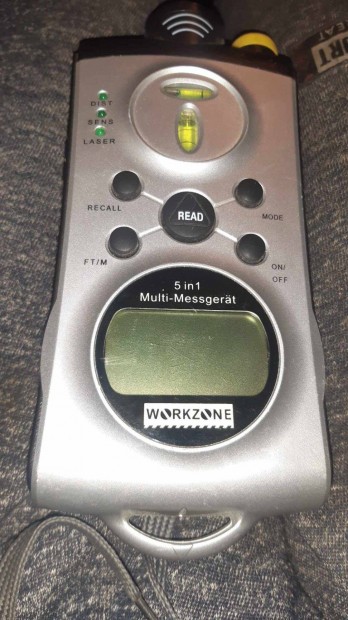 DIST
SENS
LASER
RECALL
READ
MODE
FT/M
ON/
OFF
5 in 1
Multi-Messgerät
WORKZONE